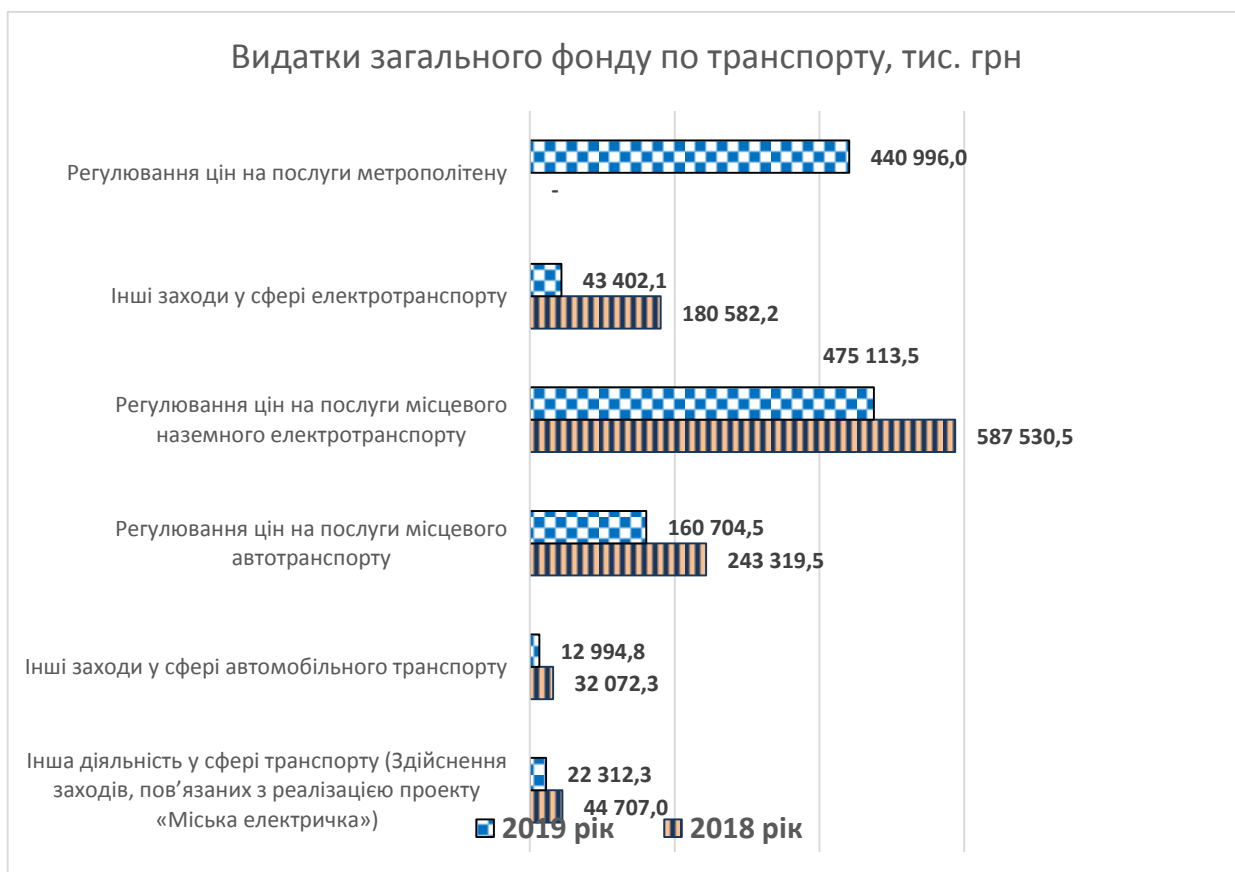 Видатки загального фонду по транспорту, тис. грн
Регулювання цін на послуги метрополітену
440 996,0
-
Інші заходи у сфері електротранспорту
43 402,1
180 582,2
Регулювання цін на послуги місцевого
наземного електротранспорту
475 113,5
587 530,5
Регулювання цін на послуги місцевого
автотранспорту
160 704,5
243 319,5
Інші заходи у сфері автомобільного транспорту
12 994,8
32 072,3
Інша діяльність у сфері транспорту (Здійснення
заходів, пов’язаних з реалізацією проекту
«Міська електричка»)
22 312,3
44 707,0
2019 рік
2018 рік